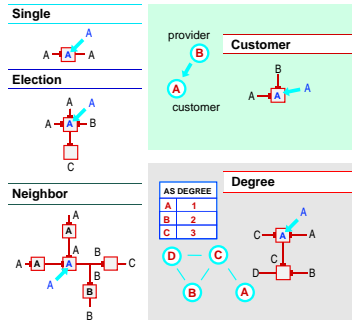 Single
A
A A A
Election
A A
A A B
C
Neighbor
A
A
A
A A A B C
A B
B
B
provider
B
A
customer
Customer
B
A A A
Degree
AS DEGREE
A 1
B 2
C 3
D C
B A
A
C A A
C
D B